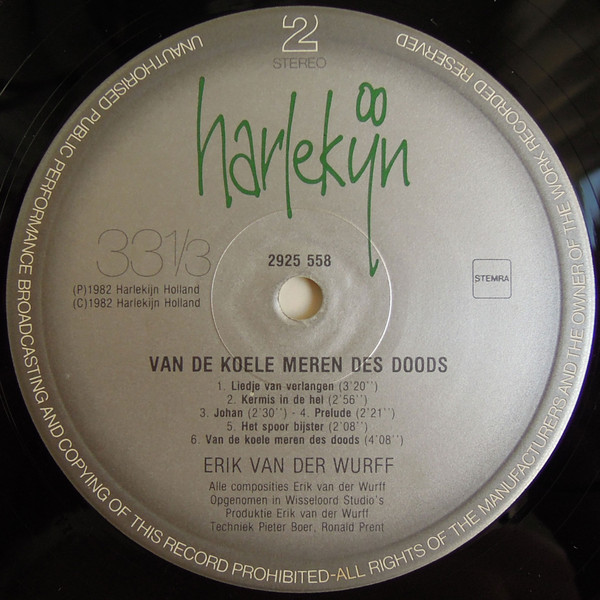 2
STEREO
harlekijn
33 1/3
2925 558
(P)1982 Harlekijn Holland
(C)1982 Harlekijn Holland
STEMRA
VAN DE KOELE MEREN DES DOODS
1. Liedje van verlangen (3'20'')
2. Kermis in de hel (2'56'')
3. Johan (2'30'') - 4. Prelude (2'21'')
5. Het spoor bijster (2'08'')
6. Van de koele meren des doods (4'08'')
ERIK VAN DER WURFF
Alle composities Erik van der Wurff
Opgenomen in Wisseloord Studio's
Produktie Erik van der Wurff
Techniek Pieter Boer, Ronald Prent
UNAUTHORISED PUBLIC PERFORMANCE BROADCASTING AND COPYING OF THIS RECORD PROHIBITED-ALL RIGHTS OF THE MANUFACTURERS AND THE OWNER OF THE WORK RECORDED RESERVED